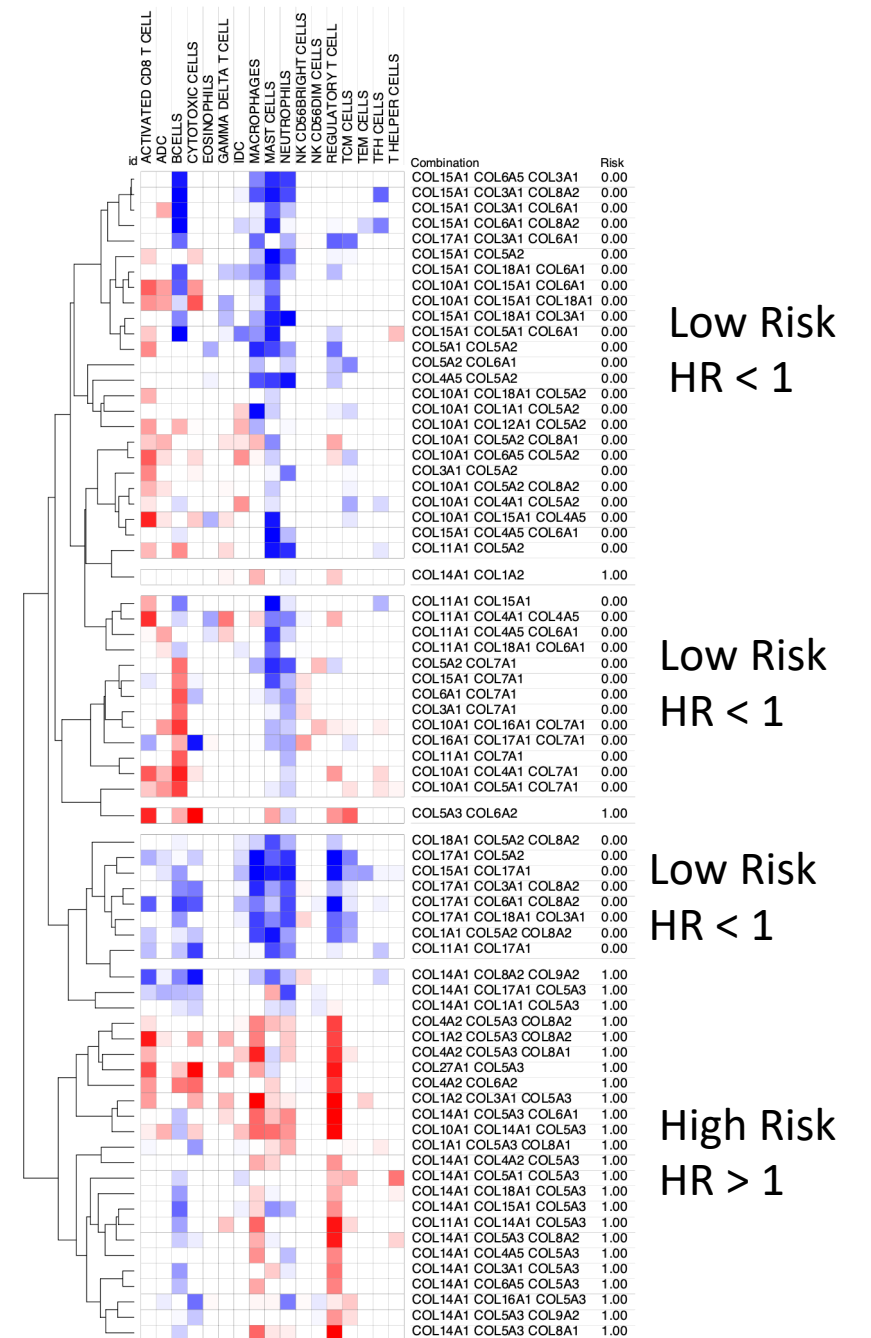 id
ACTIVATED CD8 T CELL
ADC
BCELLS
CYTOTOXIC CELLS
EOSINOPHILS
GAMMA DELTA T CELL
IDC
MACROPHAGES
MAST CELLS
NEUTROPHILS
NK CD56BRIGHT CELLS
NK CD56DIM CELLS
REGULATORY T CELL
TCM CELLS
TEM CELLS
TFH CELLS
T HELPER CELLS
Combination Risk
COL15A1 COL6A5 COL3A1 0.00
COL15A1 COL3A1 COL8A2 0.00
COL15A1 COL3A1 COL6A1 0.00
COL15A1 COL6A1 COL8A2 0.00
COL17A1 COL3A1 COL6A1 0.00
COL15A1 COL5A2 0.00
COL15A1 COL18A1 COL6A1 0.00
COL10A1 COL15A1 COL6A1 0.00
COL10A1 COL15A1 COL18A1 0.00
COL15A1 COL18A1 COL3A1 0.00
COL15A1 COL5A1 COL6A1 0.00
COL5A1 COL5A2 0.00
COL5A2 COL6A1 0.00
COL4A5 COL5A2 0.00
COL10A1 COL18A1 COL5A2 0.00
COL10A1 COL1A1 COL5A2 0.00
COL10A1 COL12A1 COL5A2 0.00
COL10A1 COL5A2 COL8A1 0.00
COL10A1 COL6A5 COL5A2 0.00
COL3A1 COL5A2 0.00
COL10A1 COL5A2 COL8A2 0.00
COL10A1 COL4A1 COL5A2 0.00
COL10A1 COL15A1 COL4A5 0.00
COL15A1 COL4A5 COL6A1 0.00
COL11A1 COL5A2 0.00
Low Risk
HR < 1
COL14A1 COL1A2 1.00
COL11A1 COL15A1 0.00
COL11A1 COL4A1 COL4A5 0.00
COL11A1 COL4A5 COL6A1 0.00
COL11A1 COL18A1 COL6A1 0.00
COL5A2 COL7A1 0.00
COL15A1 COL7A1 0.00
COL6A1 COL7A1 0.00
COL3A1 COL7A1 0.00
COL10A1 COL16A1 COL7A1 0.00
COL16A1 COL17A1 COL7A1 0.00
COL11A1 COL7A1 0.00
COL10A1 COL4A1 COL7A1 0.00
COL10A1 COL5A1 COL7A1 0.00
Low Risk
HR < 1
COL5A3 COL6A2 1.00
COL18A1 COL5A2 COL8A2 0.00
COL17A1 COL5A2 0.00
COL15A1 COL17A1 0.00
COL17A1 COL3A1 COL8A2 0.00
COL17A1 COL6A1 COL8A2 0.00
COL17A1 COL18A1 COL3A1 0.00
COL1A1 COL5A2 COL8A2 0.00
COL11A1 COL17A1 0.00
Low Risk
HR < 1
COL14A1 COL8A2 COL9A2 1.00
COL14A1 COL17A1 COL5A3 1.00
COL14A1 COL1A1 COL5A3 1.00
COL4A2 COL5A3 COL8A2 1.00
COL1A2 COL5A3 COL8A2 1.00
COL4A2 COL5A3 COL8A1 1.00
COL27A1 COL5A3 1.00
COL4A2 COL6A2 1.00
COL1A2 COL3A1 COL5A3 1.00
COL14A1 COL5A3 COL6A1 1.00
COL10A1 COL14A1 COL5A3 1.00
COL1A1 COL5A3 COL8A1 1.00
COL14A1 COL4A2 COL5A3 1.00
COL14A1 COL5A1 COL5A3 1.00
COL14A1 COL18A1 COL5A3 1.00
COL14A1 COL15A1 COL5A3 1.00
COL11A1 COL14A1 COL5A3 1.00
COL14A1 COL5A3 COL8A2 1.00
COL14A1 COL4A5 COL5A3 1.00
COL14A1 COL3A1 COL5A3 1.00
COL14A1 COL6A5 COL5A3 1.00
COL14A1 COL16A1 COL5A3 1.00
COL14A1 COL5A3 COL9A2 1.00
COL14A1 COL5A3 COL8A1 1.00
High Risk
HR > 1